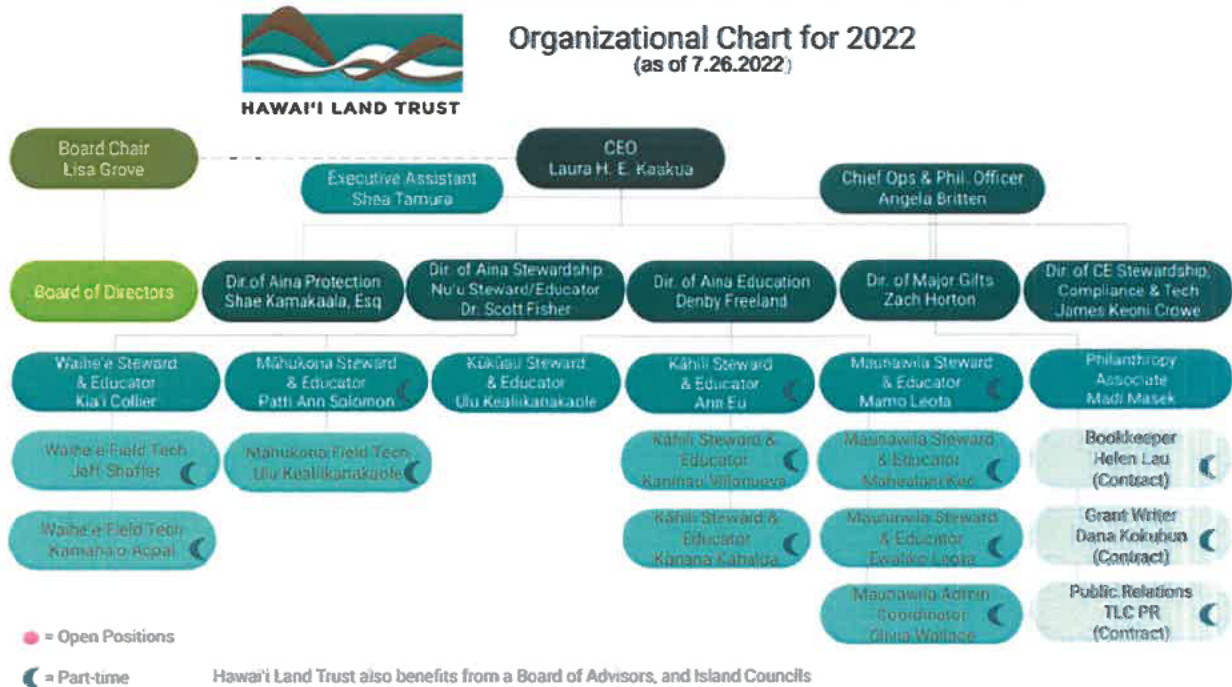 HAWAI'I LAND TRUST
Organizational Chart for 2022
(as of 7.26.2022)
Board Chair
Lisa Grove
CEO
Laura H. E. Kaakua
Executive Assistant
Shea Tamura
Chief Ops & Phil. Officer
Angela Britten
Board of Directors
Dir. of Aina Protection
Shae Kamakaala, Esq
Dir. of Aina Stewardship
Nu'u Steward/Educator
Dr. Scott Fisher
Dir. of Aina Education
Denby Freeland
Dir. of Major Gifts
Zach Horton
Dir. of CE Stewardship,
Compliance & Tech
James Keoni Crowe
Waihe'e Steward
& Educator
Kia'i Collier
Māhukona Steward
& Educator
Patti Ann Solomon
Kūkūau Steward
& Educator
Ulu Kealiikanakaole
Kāhili Steward
& Educator
Ann Eu
Maunawila Steward
& Educator
Mamo Leota
Philanthropy
Associate
Madi Masek
Waihe'e Field Tech
Jeff Shaffer
Māhukona Field Tech
Ulu Kealiikanakaole
Kāhili Steward &
Educator
Villanueva
Maunawila Steward
& Educator
Mahealani
Bookkeeper
Helen Lau
(Contract)
Waihe'e Field Tech
Kāhili Steward &
Educator
Maunawila Steward
& Educator
Ewaliko Leota
Grant Writer
Dana Kokubun
(Contract)
Maunawila Admin
Coordinator
Olivia Wallace
Public Relations
TLC PR
(Contract)
= Open Positions
= Part-time
Hawai'i Land Trust also benefits from a Board of Advisors, and Island Councils